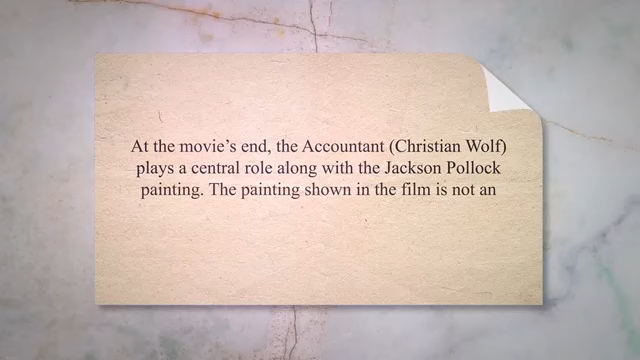 At the movie’s end, the Accountant (Christian Wolf)
plays a central role along with the Jackson Pollock
painting. The painting shown in the film is not an